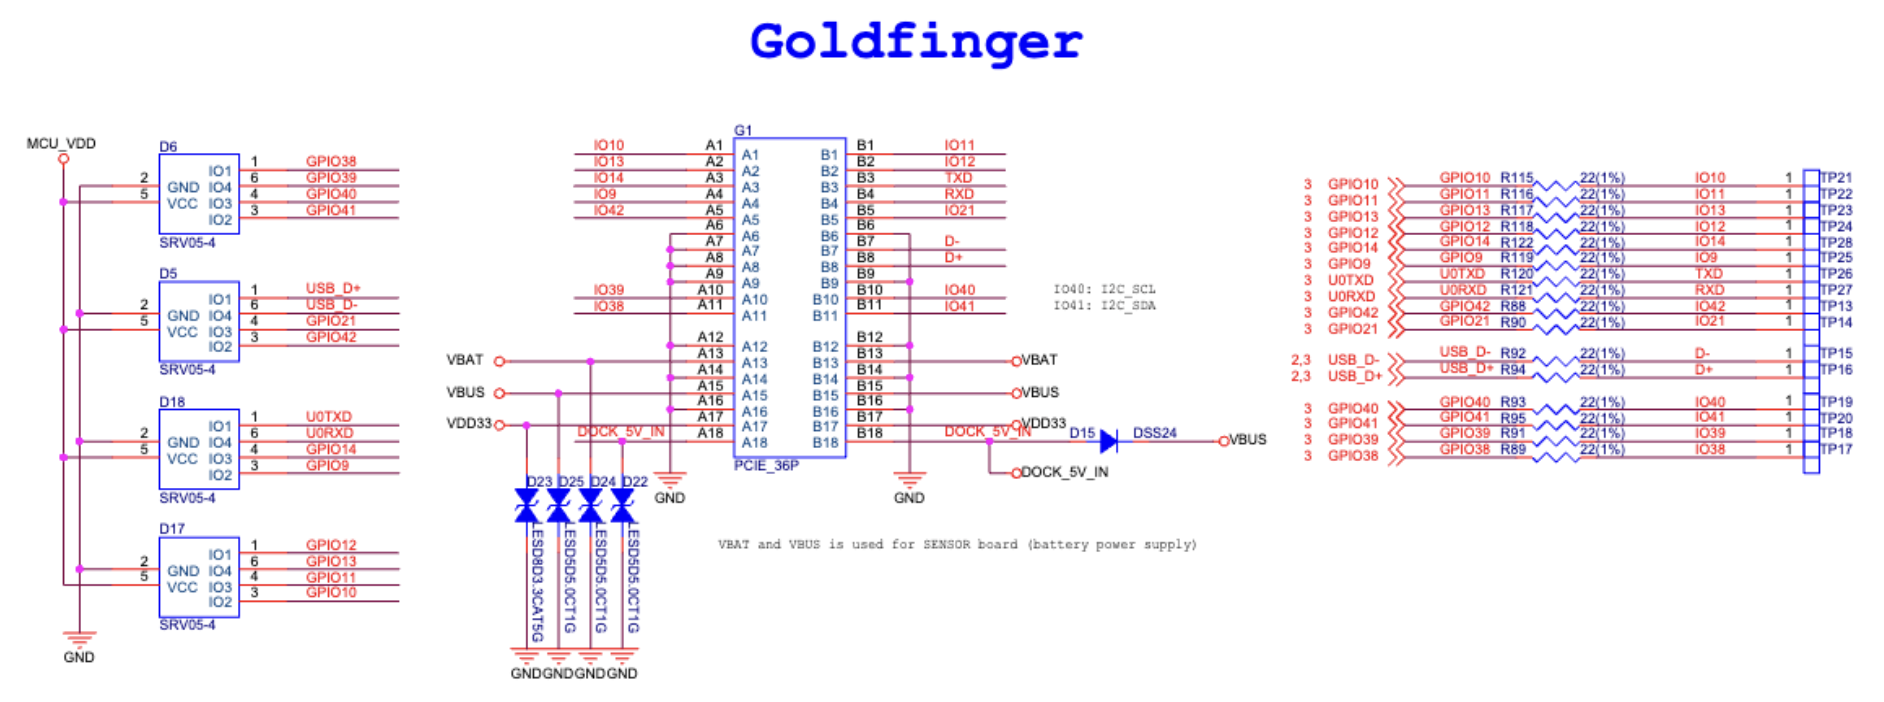 Goldfinger
MCU_VDD
D6
2 GND IO1 1 GPIO38
5 VCC IO4 6 GPIO39
IO3 4 GPIO40
IO2 3 GPIO41
SRV05-4
D5
IO1 1 USB_D+
2 GND IO4 6 USB_D-
5 VCC IO3 4 GPIO21
IO2 3 GPIO42
SRV05-4
D18
IO1 1 U0TXD
2 GND IO4 6 U0RXD
5 VCC IO3 4 GPIO14
IO2 3 GPIO9
SRV05-4
D17
IO1 1 GPIO12
2 GND IO4 6 GPIO13
5 VCC IO3 4 GPIO11
IO2 3 GPIO10
SRV05-4
GND
G1
IO10 A1 A1 B1 B1 IO11
IO13 A2 A2 B2 B2 IO12
IO14 A3 A3 B3 B3 TXD
IO9 A4 A4 B4 B4 RXD
IO42 A5 A5 B5 B5 IO21
A6 A6 B6 B6
A7 A7 B7 B7 D-
A8 A8 B8 B8 D+
A9 A9 B9 B9
IO39 A10 A10 B10 B10 IO40
IO38 A11 A11 B11 B11 IO41
A12 A12 B12 B12
VBAT A13 A13 B13 B13 VBAT
A14 A14 B14 B14
VBUS A15 A15 B15 B15 VBUS
A16 A16 B16 B16
VDD33 A17 A17 B17 B17 VDD33
DOCK_5V_IN A18 A18 B18 B18 DOCK_5V_IN D15 DSS24 VBUS
PCIE_36P
DOCK_5V_IN
GND GND
IO40: I2C_SCL
IO41: I2C_SDA
D23 D25 D24 D22
LESD8D3.3CAT5G
LESD5D5.0CT1G
LESD5D5.0CT1G
LESD5D5.0CT1G
GND GND GND GND
VBAT and VBUS is used for SENSOR board (battery power supply)
3 GPIO10 GPIO10 R115 22(1%) IO10 1 TP21
3 GPIO11 GPIO11 R116 22(1%) IO11 1 TP22
3 GPIO13 GPIO13 R117 22(1%) IO13 1 TP23
3 GPIO12 GPIO12 R118 22(1%) IO12 1 TP24
3 GPIO14 GPIO14 R122 22(1%) IO14 1 TP28
3 GPIO9 GPIO9 R119 22(1%) IO9 1 TP25
3 U0TXD U0TXD R120 22(1%) TXD 1 TP26
3 U0RXD U0RXD R121 22(1%) RXD 1 TP27
3 GPIO42 GPIO42 R88 22(1%) IO42 1 TP13
3 GPIO21 GPIO21 R90 22(1%) IO21 1 TP14
2,3 USB_D- USB_D- R92 22(1%) D- 1 TP15
2,3 USB_D+ USB_D+ R94 22(1%) D+ 1 TP16
3 GPIO40 GPIO40 R93 22(1%) IO40 1 TP19
3 GPIO41 GPIO41 R95 22(1%) IO41 1 TP20
3 GPIO39 GPIO39 R91 22(1%) IO39 1 TP18
3 GPIO38 GPIO38 R89 22(1%) IO38 1 TP17